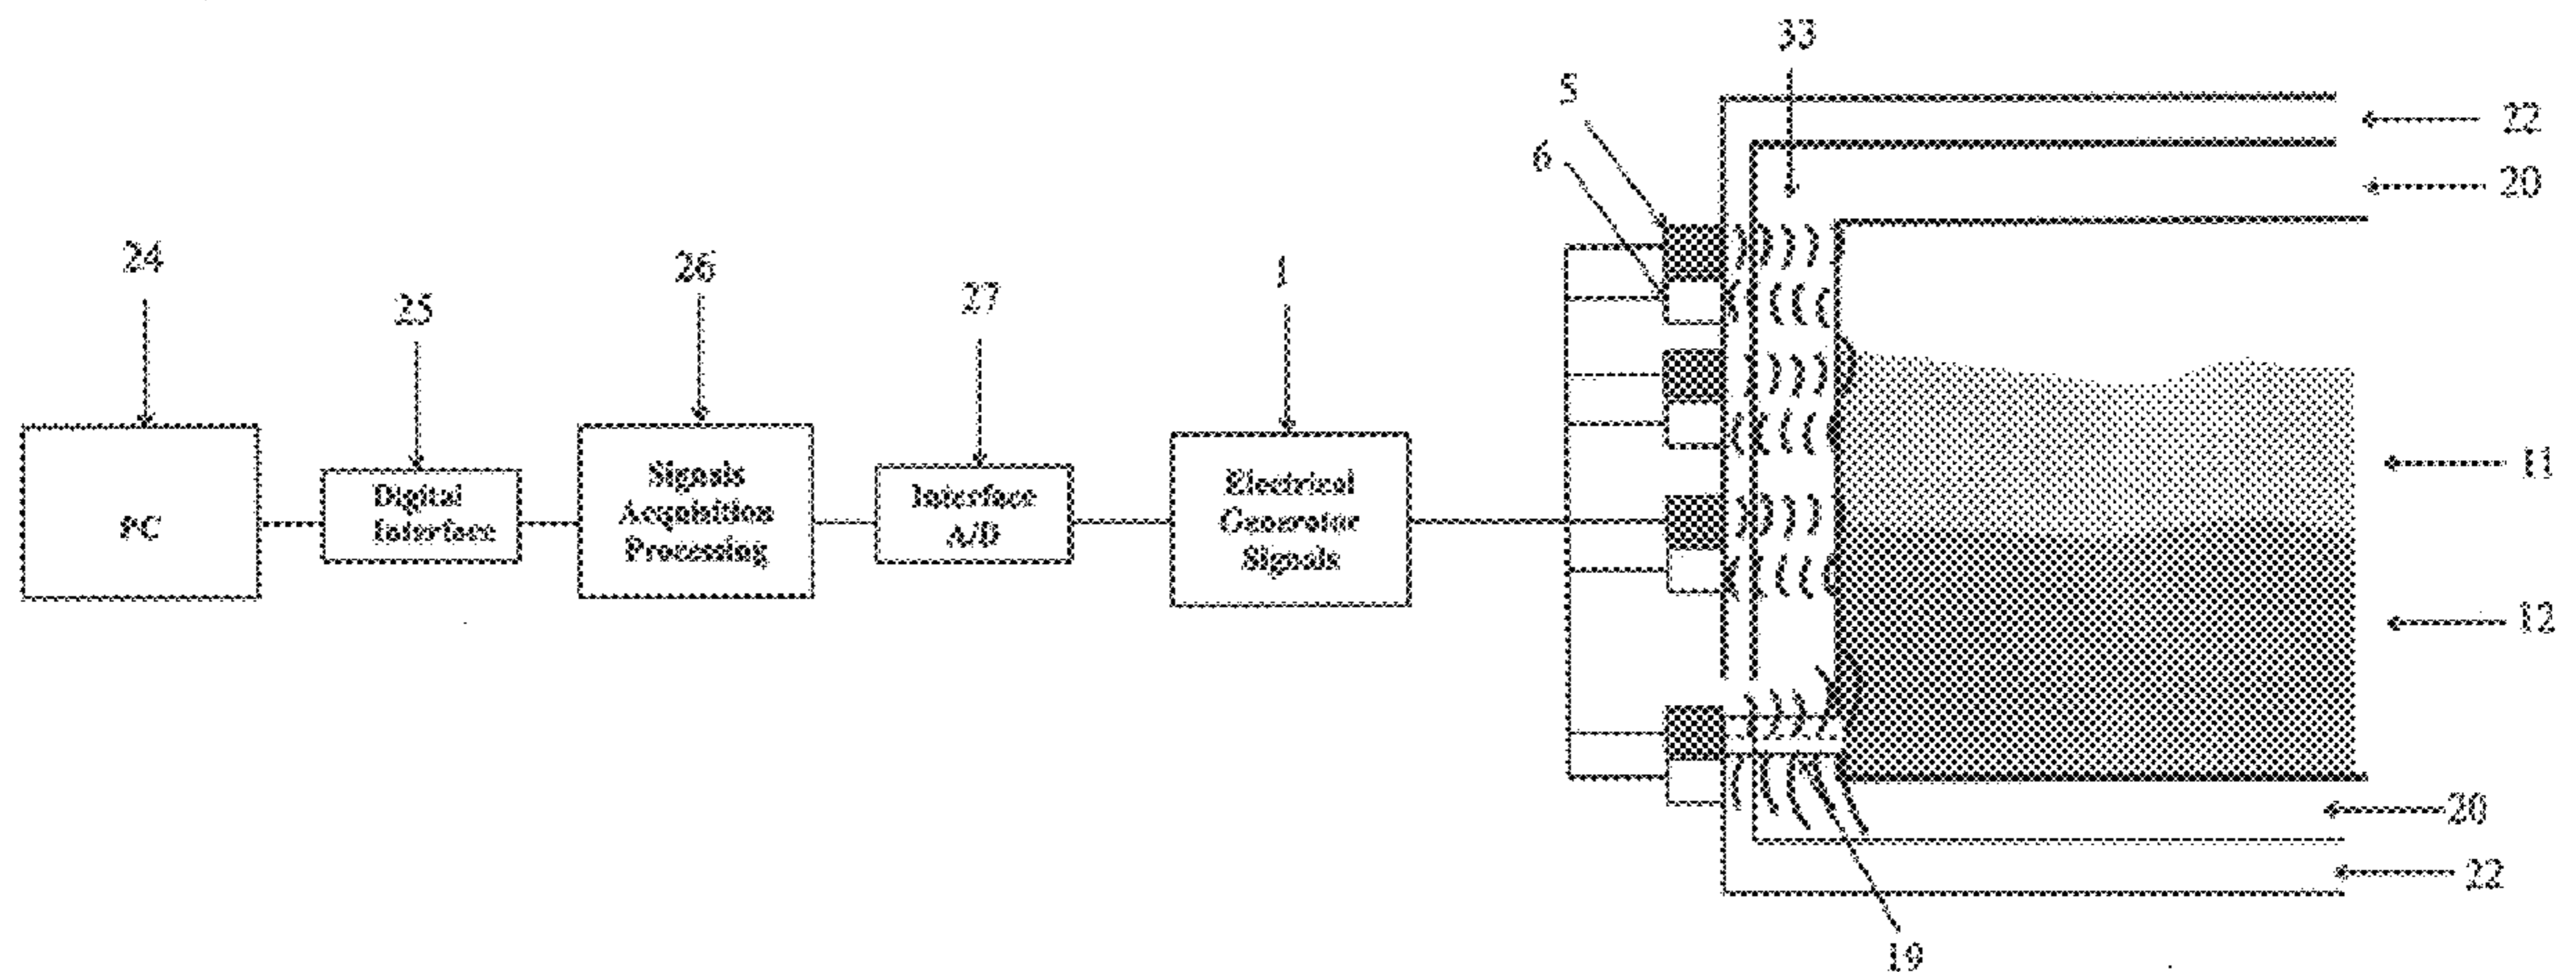 33
5
22
6
20
24
26
25
27
1
PC
Digital
Interface
Signals
Acquisition
Processing
Interface
A/D
Electrical
Generator
Signals
11
12
20
22
19